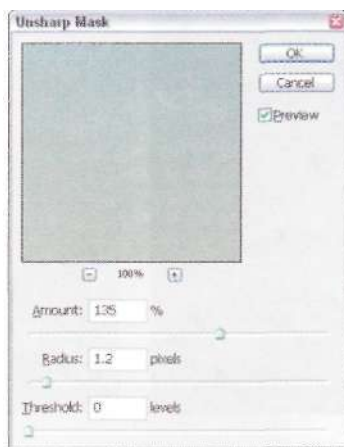 Unsharp Mask
OK
Cancel
Preview
100%
Amount: 135 %
Radius: 1.2 pixels
Threshold: 0 levels